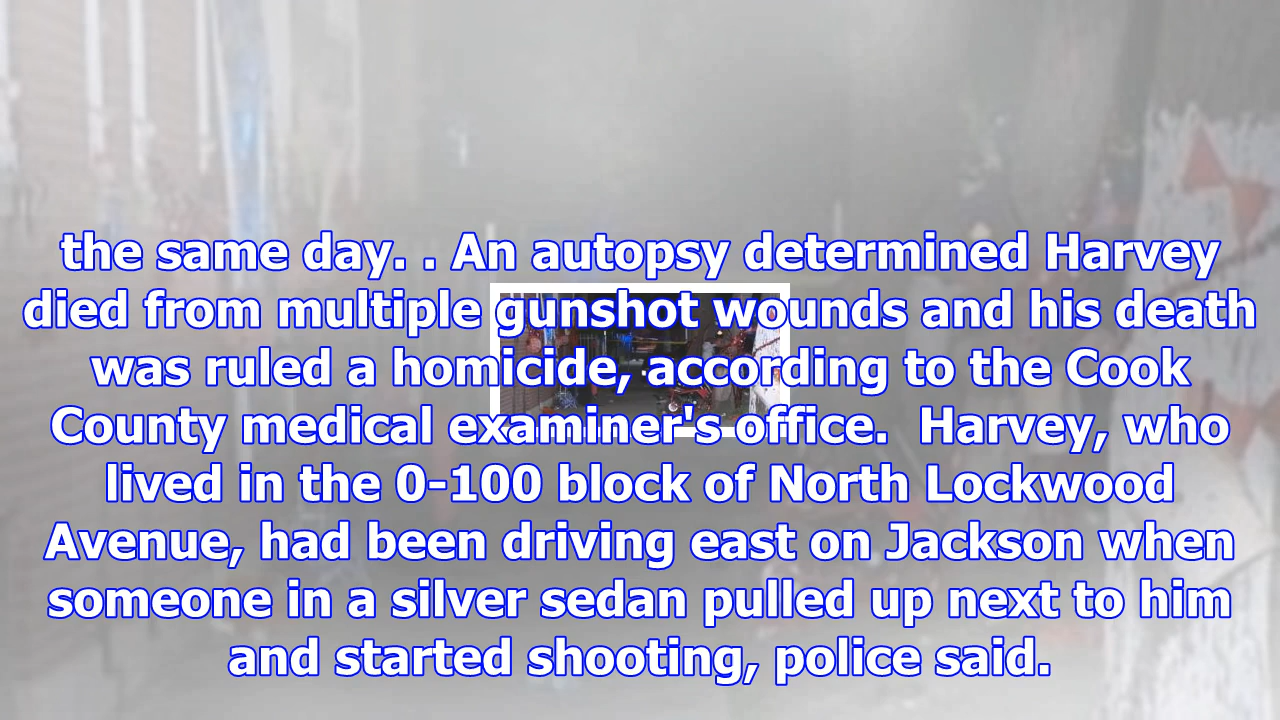 the same day. . An autopsy determined Harvey
died from multiple gunshot wounds and his death
was ruled a homicide, according to the Cook
County medical examiner's office.  Harvey, who
lived in the 0-100 block of North Lockwood
Avenue, had been driving east on Jackson when
someone in a silver sedan pulled up next to him
and started shooting, police said.